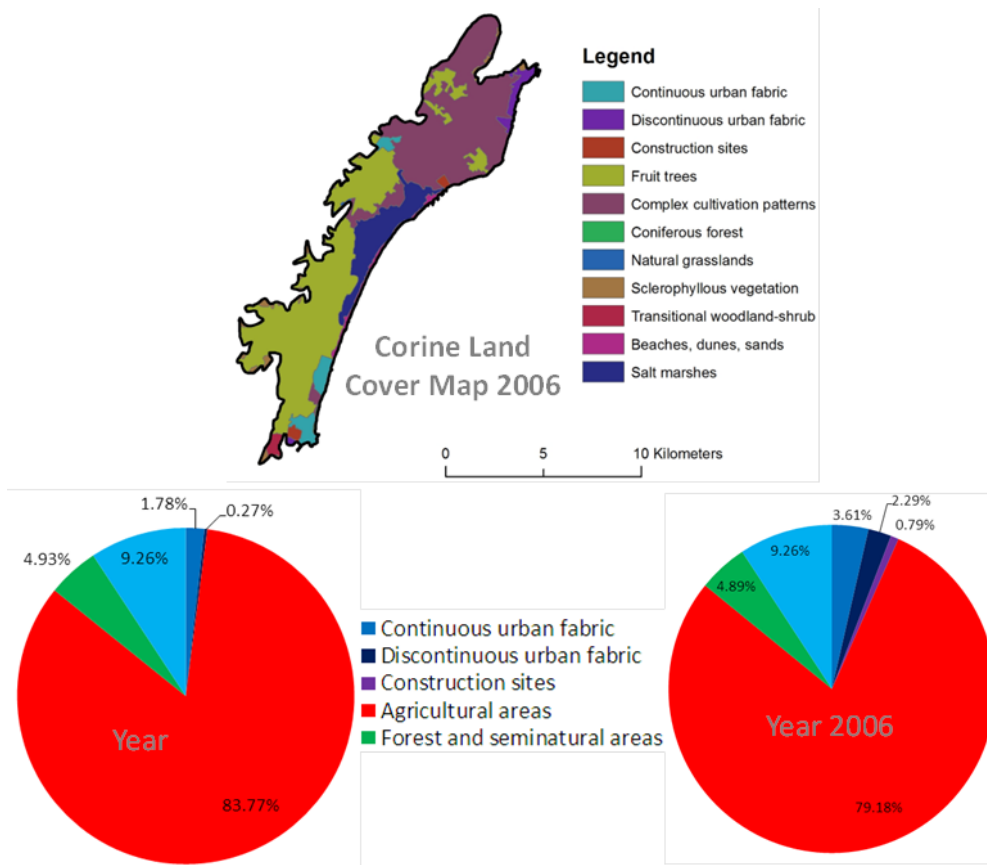 Legend
Continuous urban fabric
Discontinuous urban fabric
Construction sites
Fruit trees
Complex cultivation patterns
Coniferous forest
Natural grasslands
Sclerophyllous vegetation
Transitional woodland-shrub
Beaches, dunes, sands
Salt marshes
Corine Land
Cover Map 2006
0 5 10 Kilometers
1.78%
0.27%
4.93%
9.26%
Year
83.77%
Continuous urban fabric
Discontinuous urban fabric
Construction sites
Agricultural areas
Forest and seminatural areas
2.29%
3.61%
0.79%
9.26%
4.89%
Year 2006
79.18%